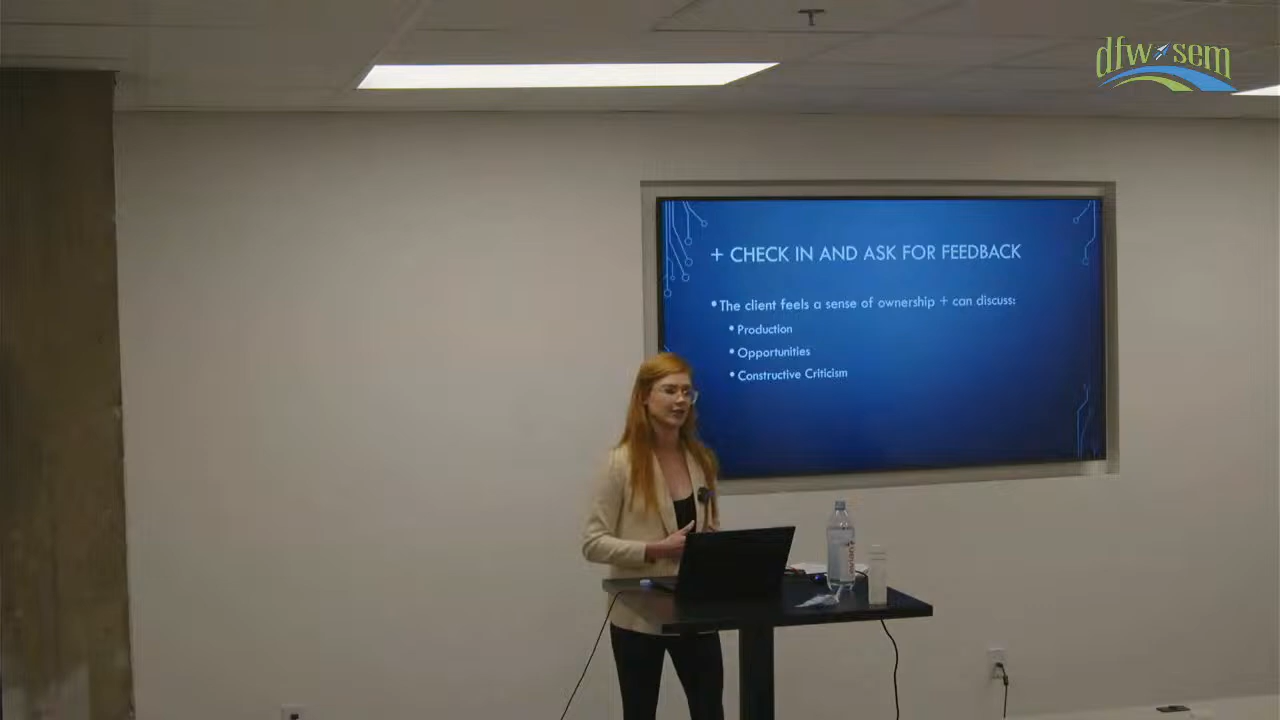 dfw sem
+ CHECK IN AND ASK FOR FEEDBACK
• The client feels a sense of ownership + can discuss:
• Production
• Opportunities
• Constructive Criticism